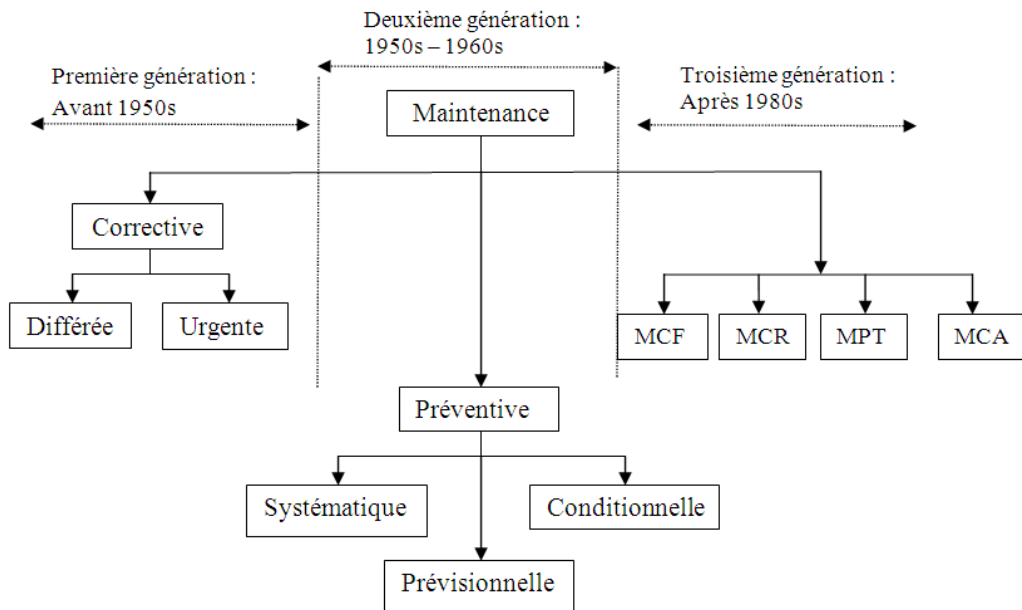 Deuxième génération :
1950s – 1960s
Première génération :
Avant 1950s
Troisième génération :
Après 1980s
Maintenance
Corrective
Différée
Urgente
MCF
MCR
MPT
MCA
Préventive
Systématique
Conditionnelle
Prévisionnelle